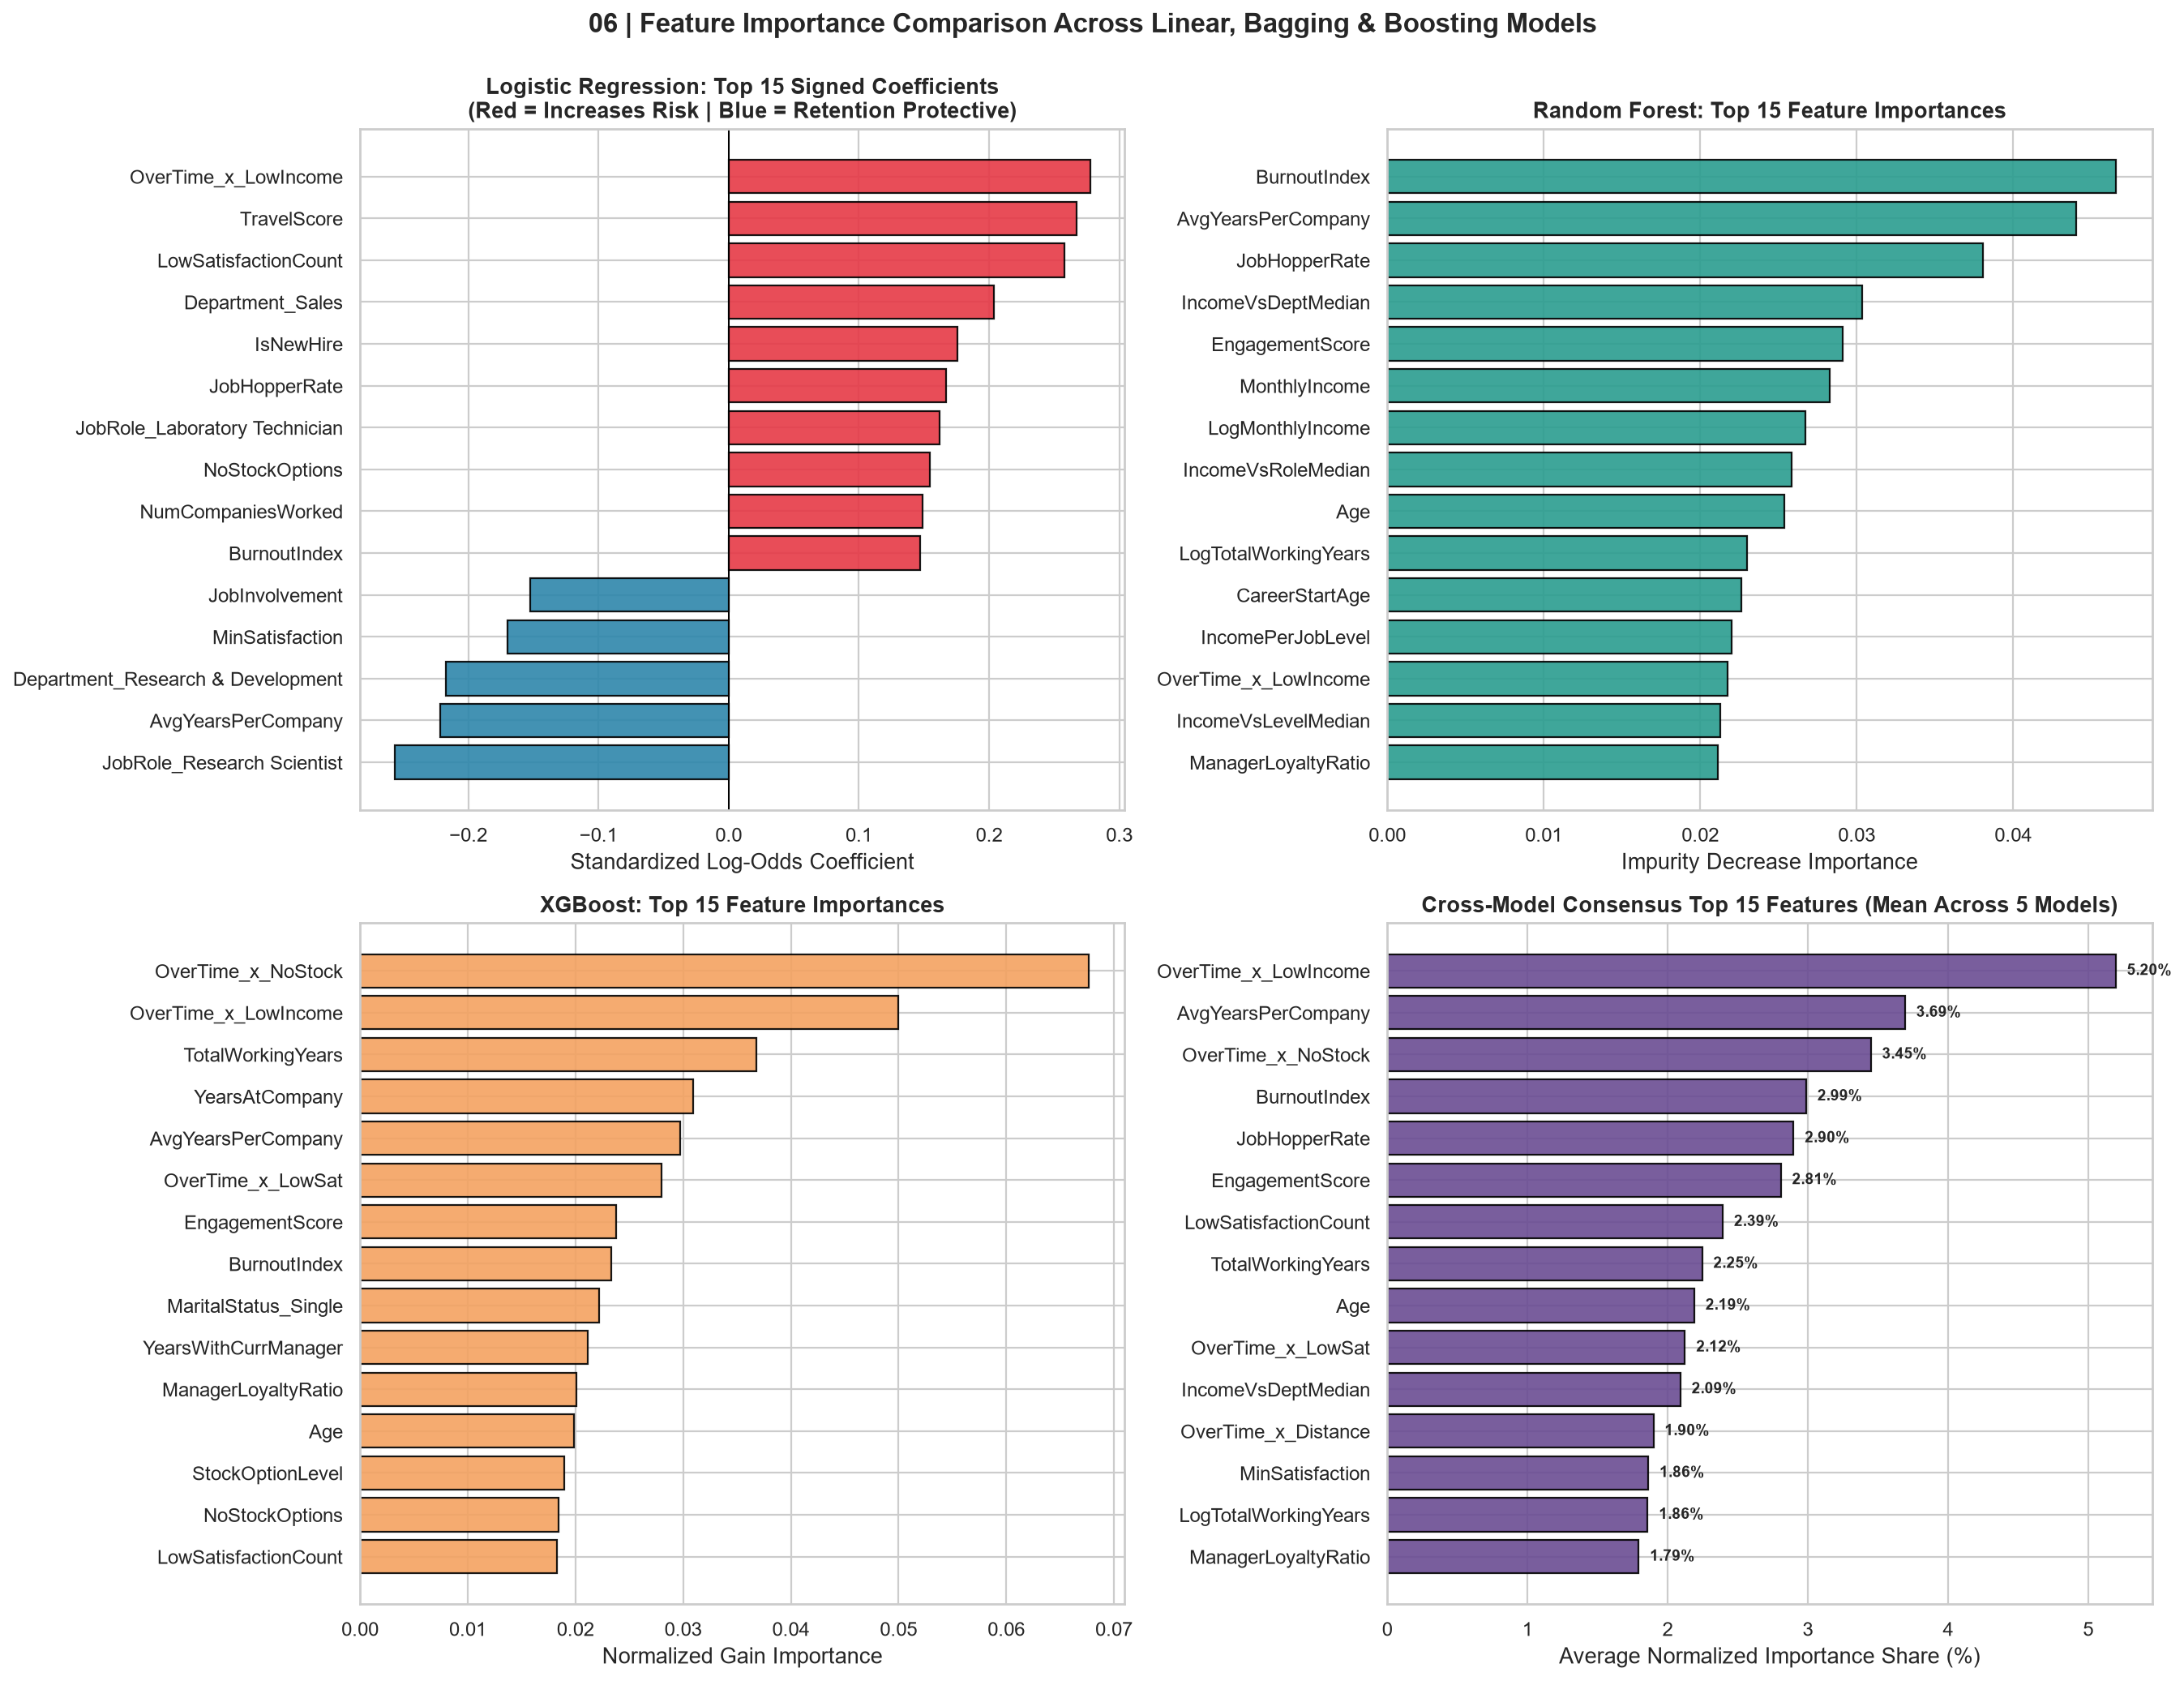 06 | Feature Importance Comparison Across Linear, Bagging & Boosting Models
Logistic Regression: Top 15 Signed Coefficients
(Red = Increases Risk | Blue = Retention Protective)
OverTime_x_LowIncome
TravelScore
LowSatisfactionCount
Department_Sales
IsNewHire
JobHopperRate
JobRole_Laboratory Technician
NoStockOptions
NumCompaniesWorked
BurnoutIndex
JobInvolvement
MinSatisfaction
Department_Research & Development
AvgYearsPerCompany
JobRole_Research Scientist
−0.2 −0.1 0.0 0.1 0.2 0.3
Standardized Log-Odds Coefficient
Random Forest: Top 15 Feature Importances
BurnoutIndex
AvgYearsPerCompany
JobHopperRate
IncomeVsDeptMedian
EngagementScore
MonthlyIncome
LogMonthlyIncome
IncomeVsRoleMedian
Age
LogTotalWorkingYears
CareerStartAge
IncomePerJobLevel
OverTime_x_LowIncome
IncomeVsLevelMedian
ManagerLoyaltyRatio
0.00 0.01 0.02 0.03 0.04
Impurity Decrease Importance
XGBoost: Top 15 Feature Importances
OverTime_x_NoStock
OverTime_x_LowIncome
TotalWorkingYears
YearsAtCompany
AvgYearsPerCompany
OverTime_x_LowSat
EngagementScore
BurnoutIndex
MaritalStatus_Single
YearsWithCurrManager
ManagerLoyaltyRatio
Age
StockOptionLevel
NoStockOptions
LowSatisfactionCount
0.00 0.01 0.02 0.03 0.04 0.05 0.06 0.07
Normalized Gain Importance
Cross-Model Consensus Top 15 Features (Mean Across 5 Models)
OverTime_x_LowIncome 5.20%
AvgYearsPerCompany 3.69%
OverTime_x_NoStock 3.45%
BurnoutIndex 2.99%
JobHopperRate 2.90%
EngagementScore 2.81%
LowSatisfactionCount 2.39%
TotalWorkingYears 2.25%
Age 2.19%
OverTime_x_LowSat 2.12%
IncomeVsDeptMedian 2.09%
OverTime_x_Distance 1.90%
MinSatisfaction 1.86%
LogTotalWorkingYears 1.86%
ManagerLoyaltyRatio 1.79%
0 1 2 3 4 5
Average Normalized Importance Share (%)